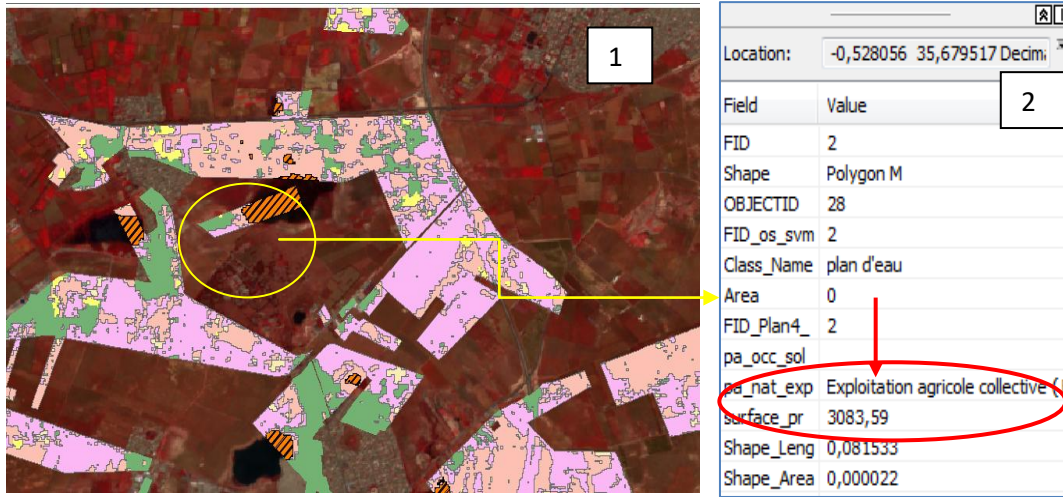 1
Location: -0,528056 35,679517 Decim
2
Field Value
FID 2
Shape Polygon M
OBJECTID 28
FID_os_svm 2
Class_Name plan d'eau
Area 0
FID_Plan4_ 2
pa_occ_sol
pa_nat_exp Exploitation agricole collective (
surface_pr 3083,59
Shape_Leng 0,081533
Shape_Area 0,000022